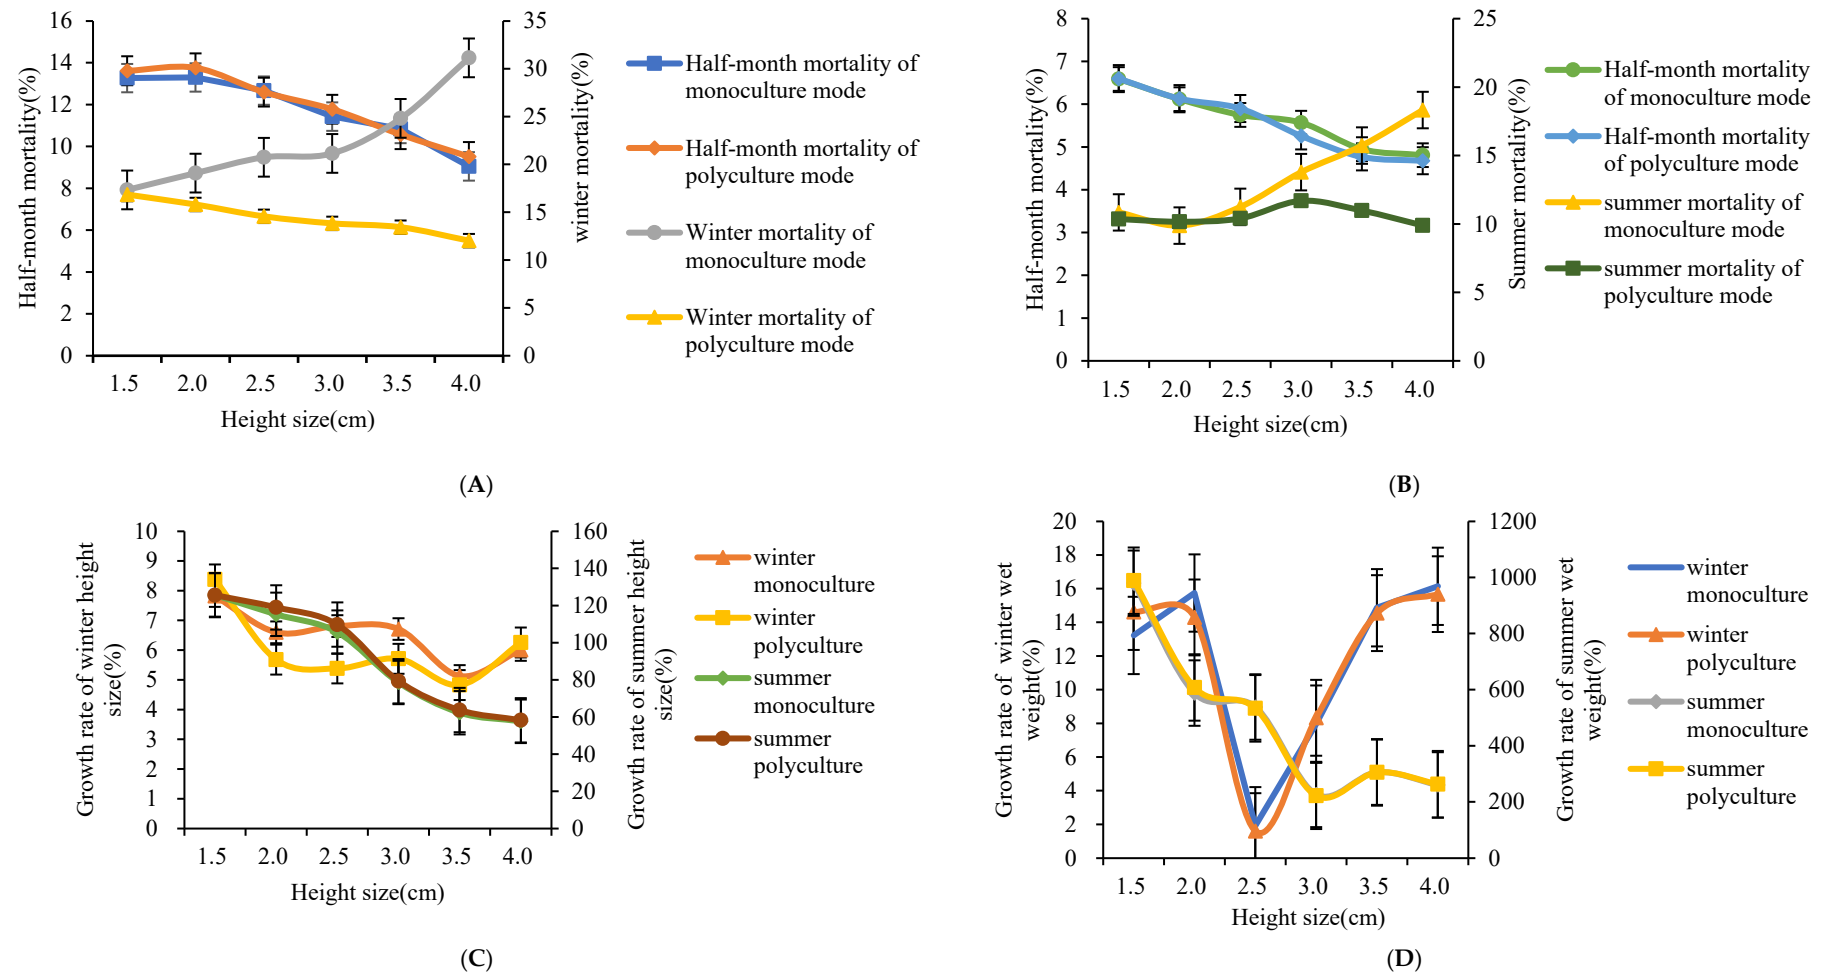 16
14
12
10
8
6
4
2
0
Half-month mortality(%)
35
30
25
20
15
10
5
0
winter mortality(%)
1.5 2.0 2.5 3.0 3.5 4.0
Height size(cm)
Half-month mortality of
monoculture mode
Half-month mortality of
polyculture mode
Winter mortality of
monoculture mode
Winter mortality of
polyculture mode
(A)
8
7
6
5
4
3
2
1
0
Half-month mortality(%)
25
20
15
10
5
0
Summer mortality(%)
1.5 2.0 2.5 3.0 3.5 4.0
Height size(cm)
Half-month mortality
of monoculture mode
Half-month mortality
of polyculture mode
summer mortality of
monoculture mode
summer mortality of
polyculture mode
(B)
10
9
8
7
6
5
4
3
2
1
0
Growth rate of winter height
size(%)
160
140
120
100
80
60
40
20
0
Growth rate of summer height
size(%)
1.5 2.0 2.5 3.0 3.5 4.0
Height size(cm)
winter
monoculture
winter
polyculture
summer
monoculture
summer
polyculture
(C)
20
18
16
14
12
10
8
6
4
2
0
Growth rate of winter wet
weight(%)
1200
1000
800
600
400
200
0
Growth rate of summer wet
weight(%)
1.5 2.0 2.5 3.0 3.5 4.0
Height size(cm)
winter
monoculture
winter
polyculture
summer
monoculture
summer
polyculture
(D)